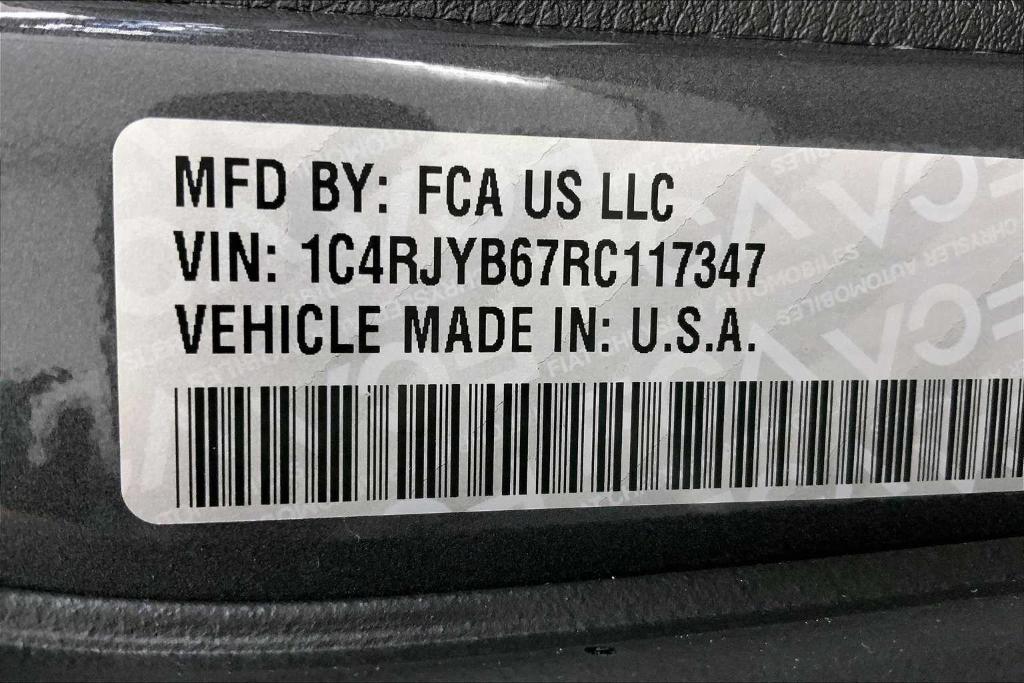 MFD BY: FCA US LLC
VIN: 1C4RJYB67RC117347
VEHICLE MADE IN: U.S.A.